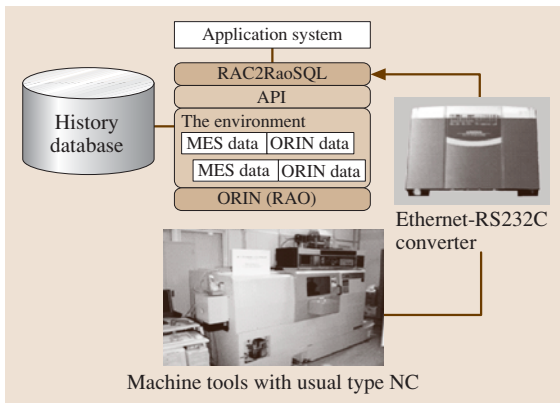 Application system
RAC2RaoSQL
API
The environment
MES data ORIN data
MES data ORIN data
ORIN (RAO)
History
database
Ethernet-RS232C
converter
Machine tools with usual type NC